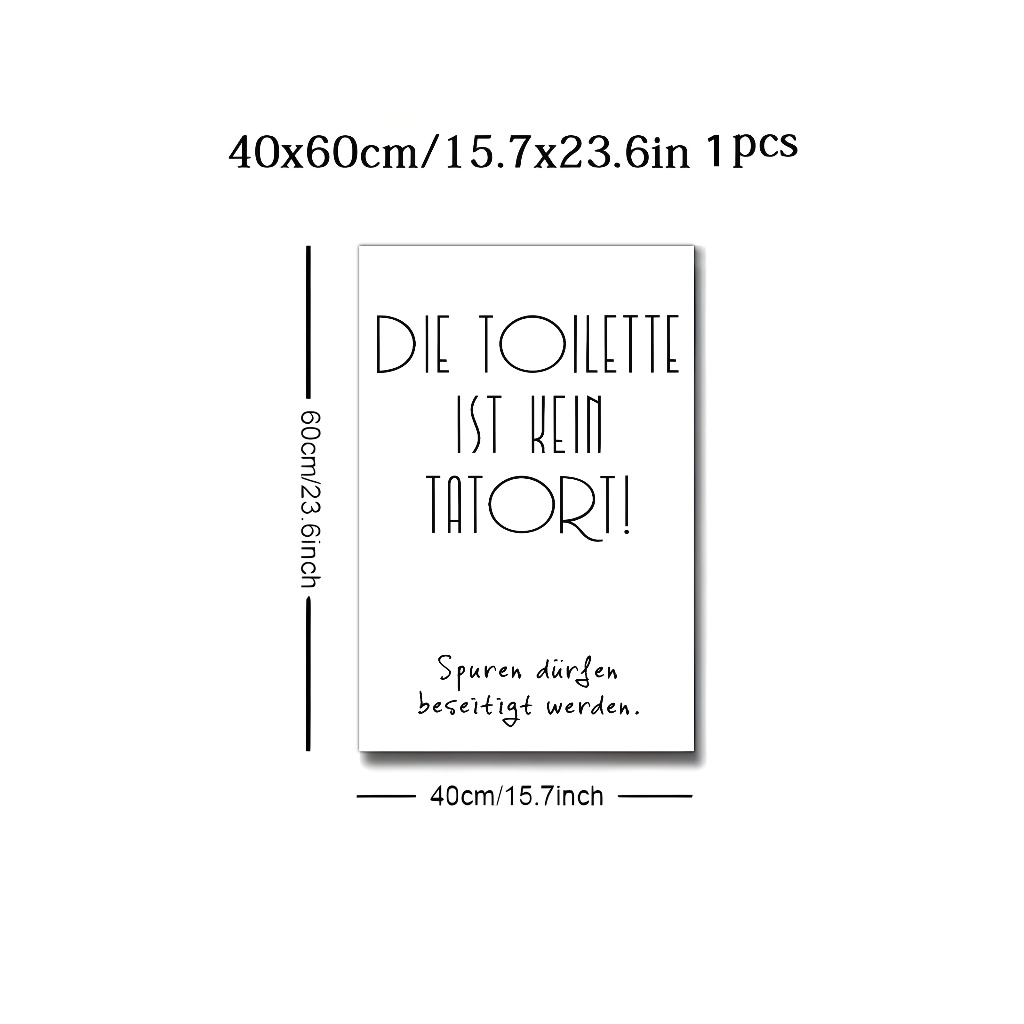 40x60cm/15.7x23.6in 1pcs
60cm/23.6inch
DIE TOILETTE
IST KEIN
TATORT!
Spuren dürfen
beseitigt werden.
40cm/15.7inch